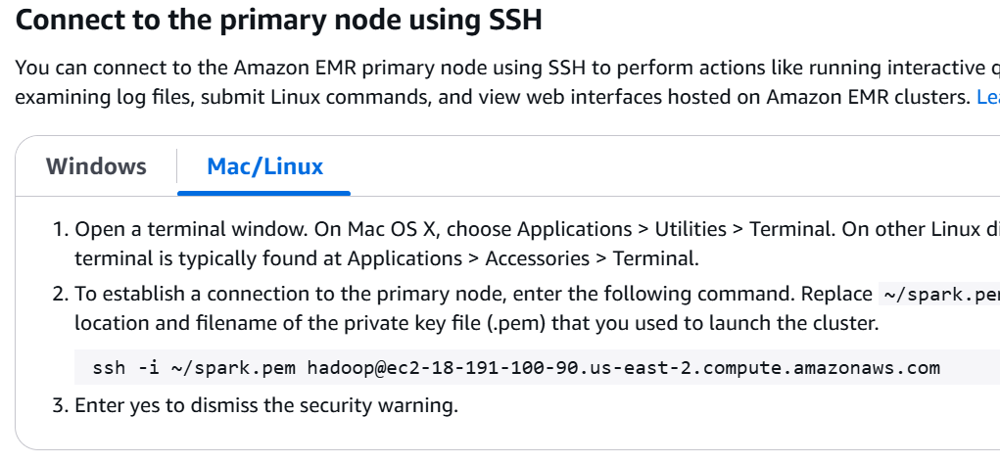 Connect to the primary node using SSH
You can connect to the Amazon EMR primary node using SSH to perform actions like running interactive
examining log files, submit Linux commands, and view web interfaces hosted on Amazon EMR clusters.
Windows
Mac/Linux
1. Open a terminal window. On Mac OS X, choose Applications > Utilities > Terminal. On other Linux
terminal is typically found at Applications > Accessories > Terminal.
2. To establish a connection to the primary node, enter the following command. Replace ~/spark.pe
location and filename of the private key file (.pem) that you used to launch the cluster.
ssh -i ~/spark.pem hadoop@ec2-18-191-100-90.us-east-2.compute.amazonaws.com
3. Enter yes to dismiss the security warning.